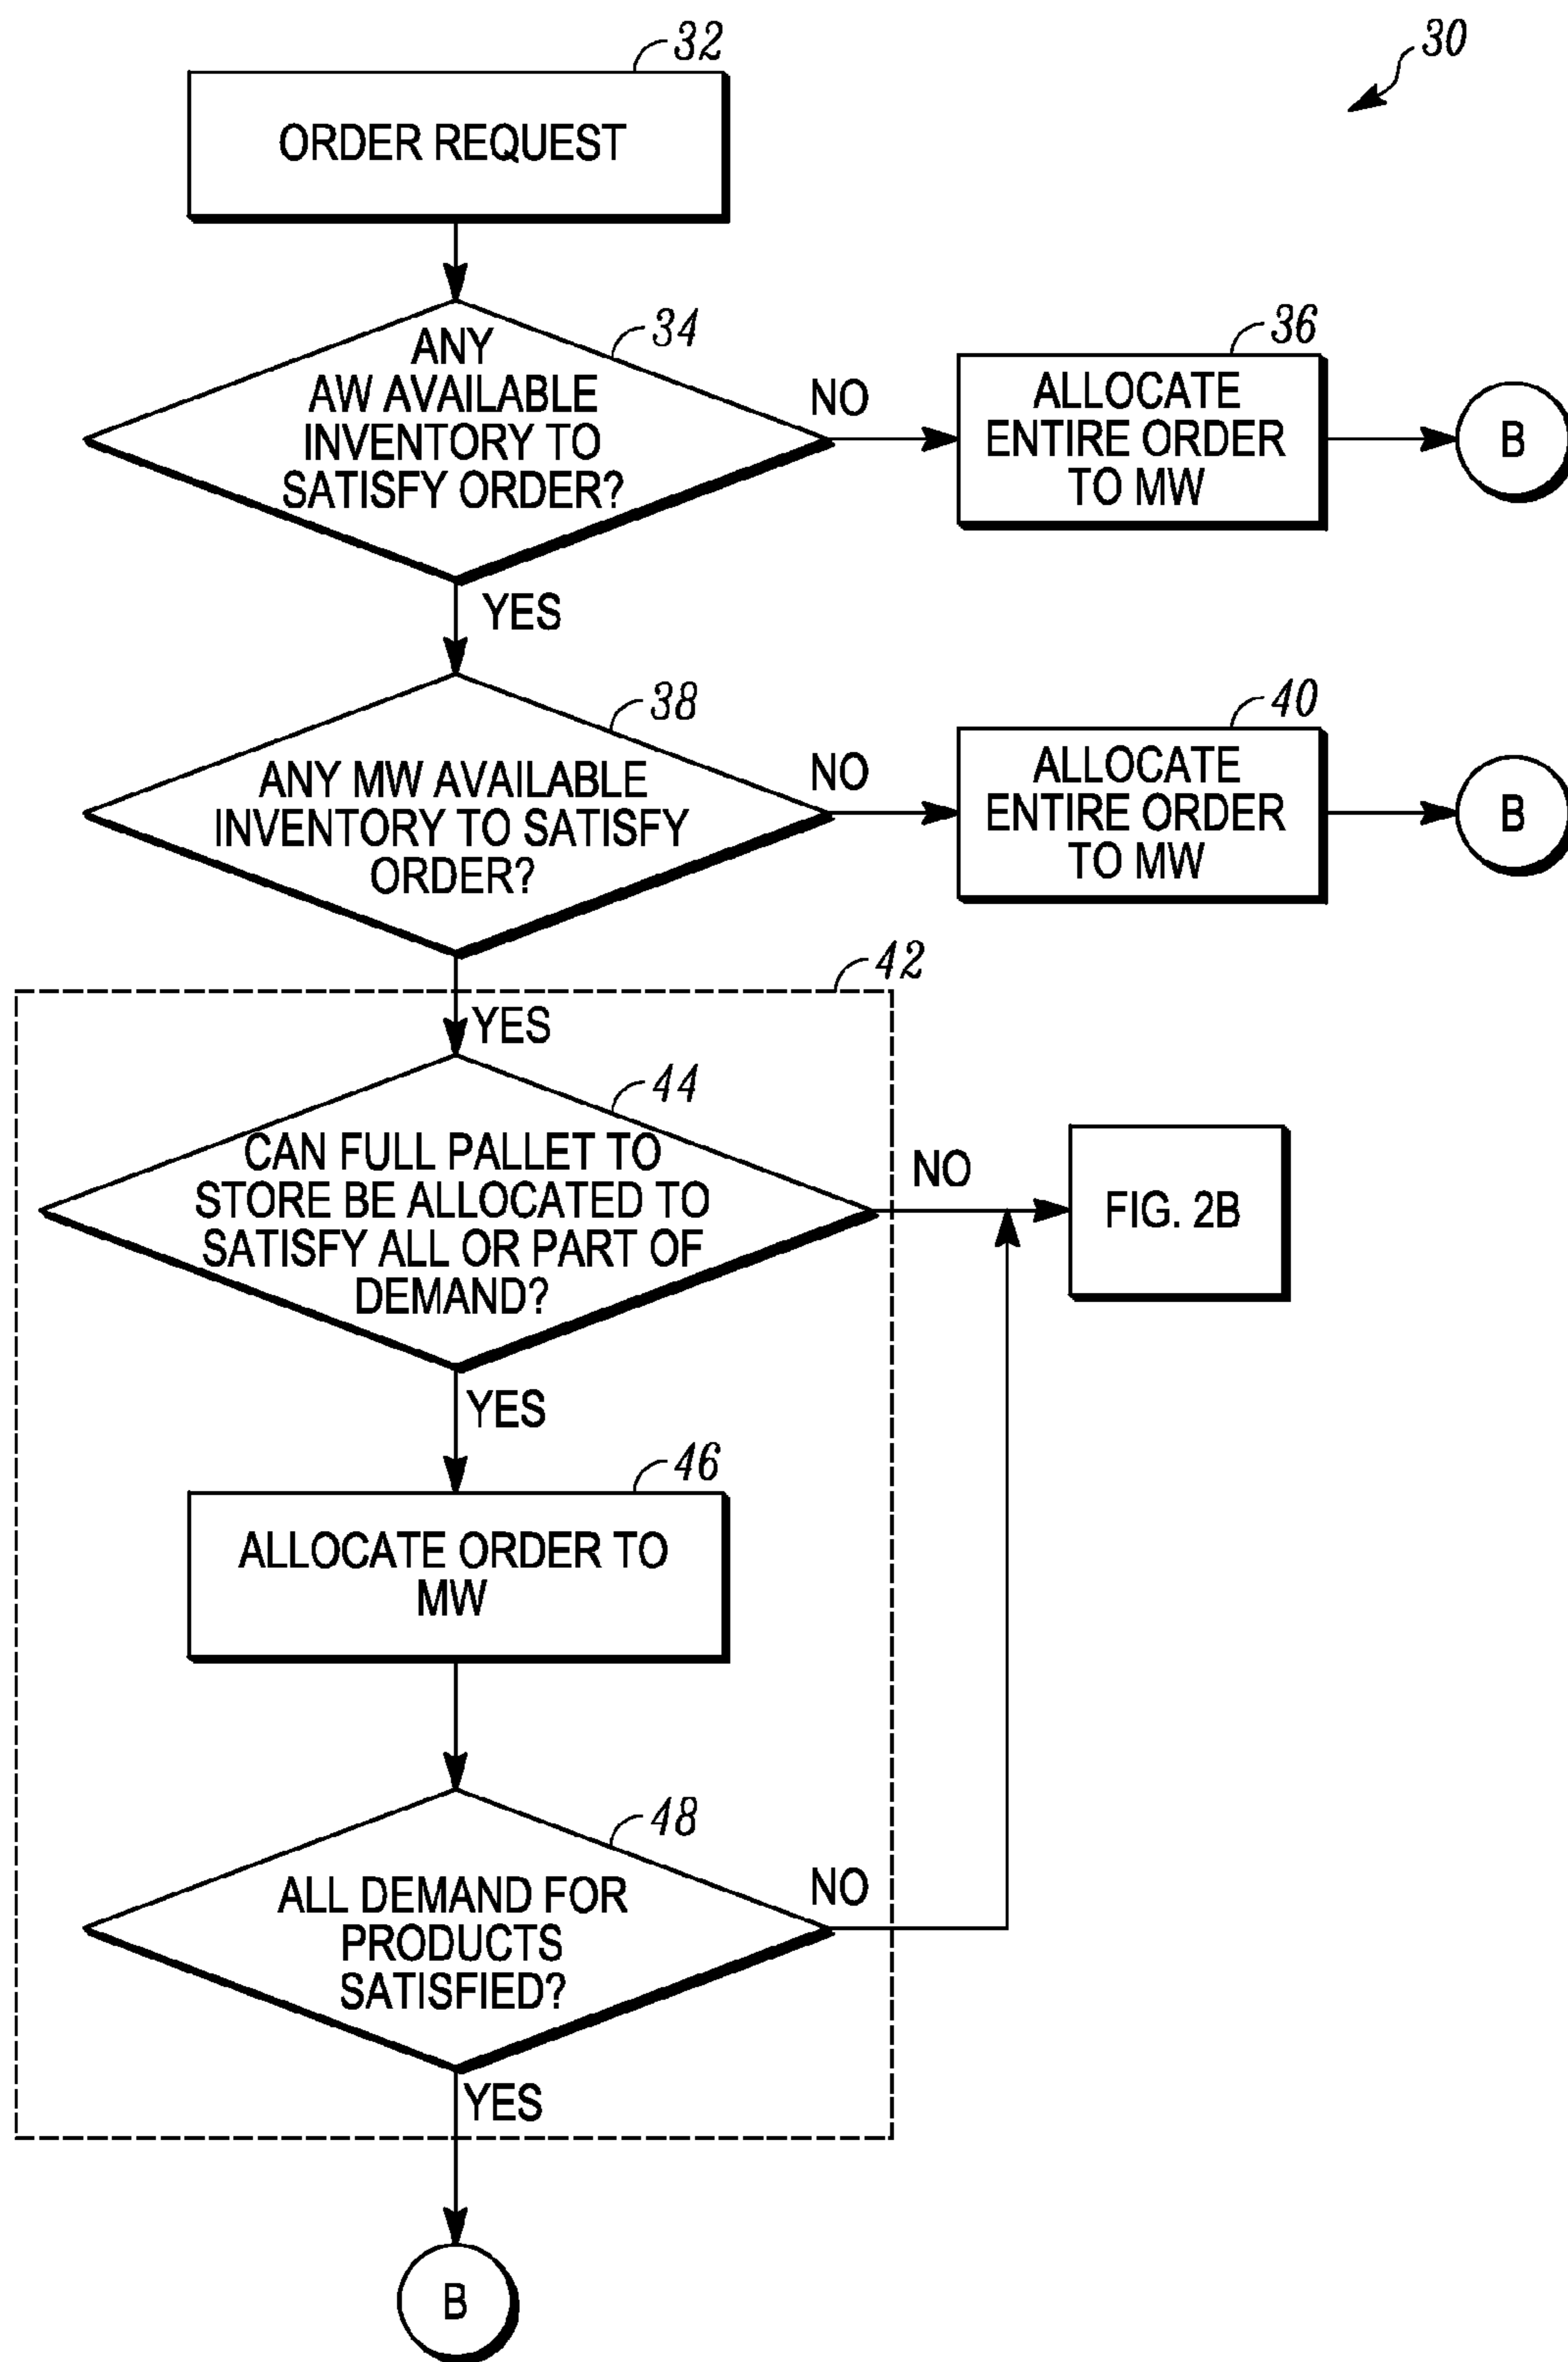 30
32
ORDER REQUEST
34
ANY
AW AVAILABLE
INVENTORY TO
SATISFY ORDER?
NO
36
ALLOCATE
ENTIRE ORDER
TO MW
B
YES
38
ANY MW AVAILABLE
INVENTORY TO SATISFY
ORDER?
NO
40
ALLOCATE
ENTIRE ORDER
TO MW
B
42
YES
44
CAN FULL PALLET TO
STORE BE ALLOCATED TO
SATISFY ALL OR PART OF
DEMAND?
NO
FIG. 2B
YES
46
ALLOCATE ORDER TO
MW
48
ALL DEMAND FOR
PRODUCTS
SATISFIED?
NO
YES
B